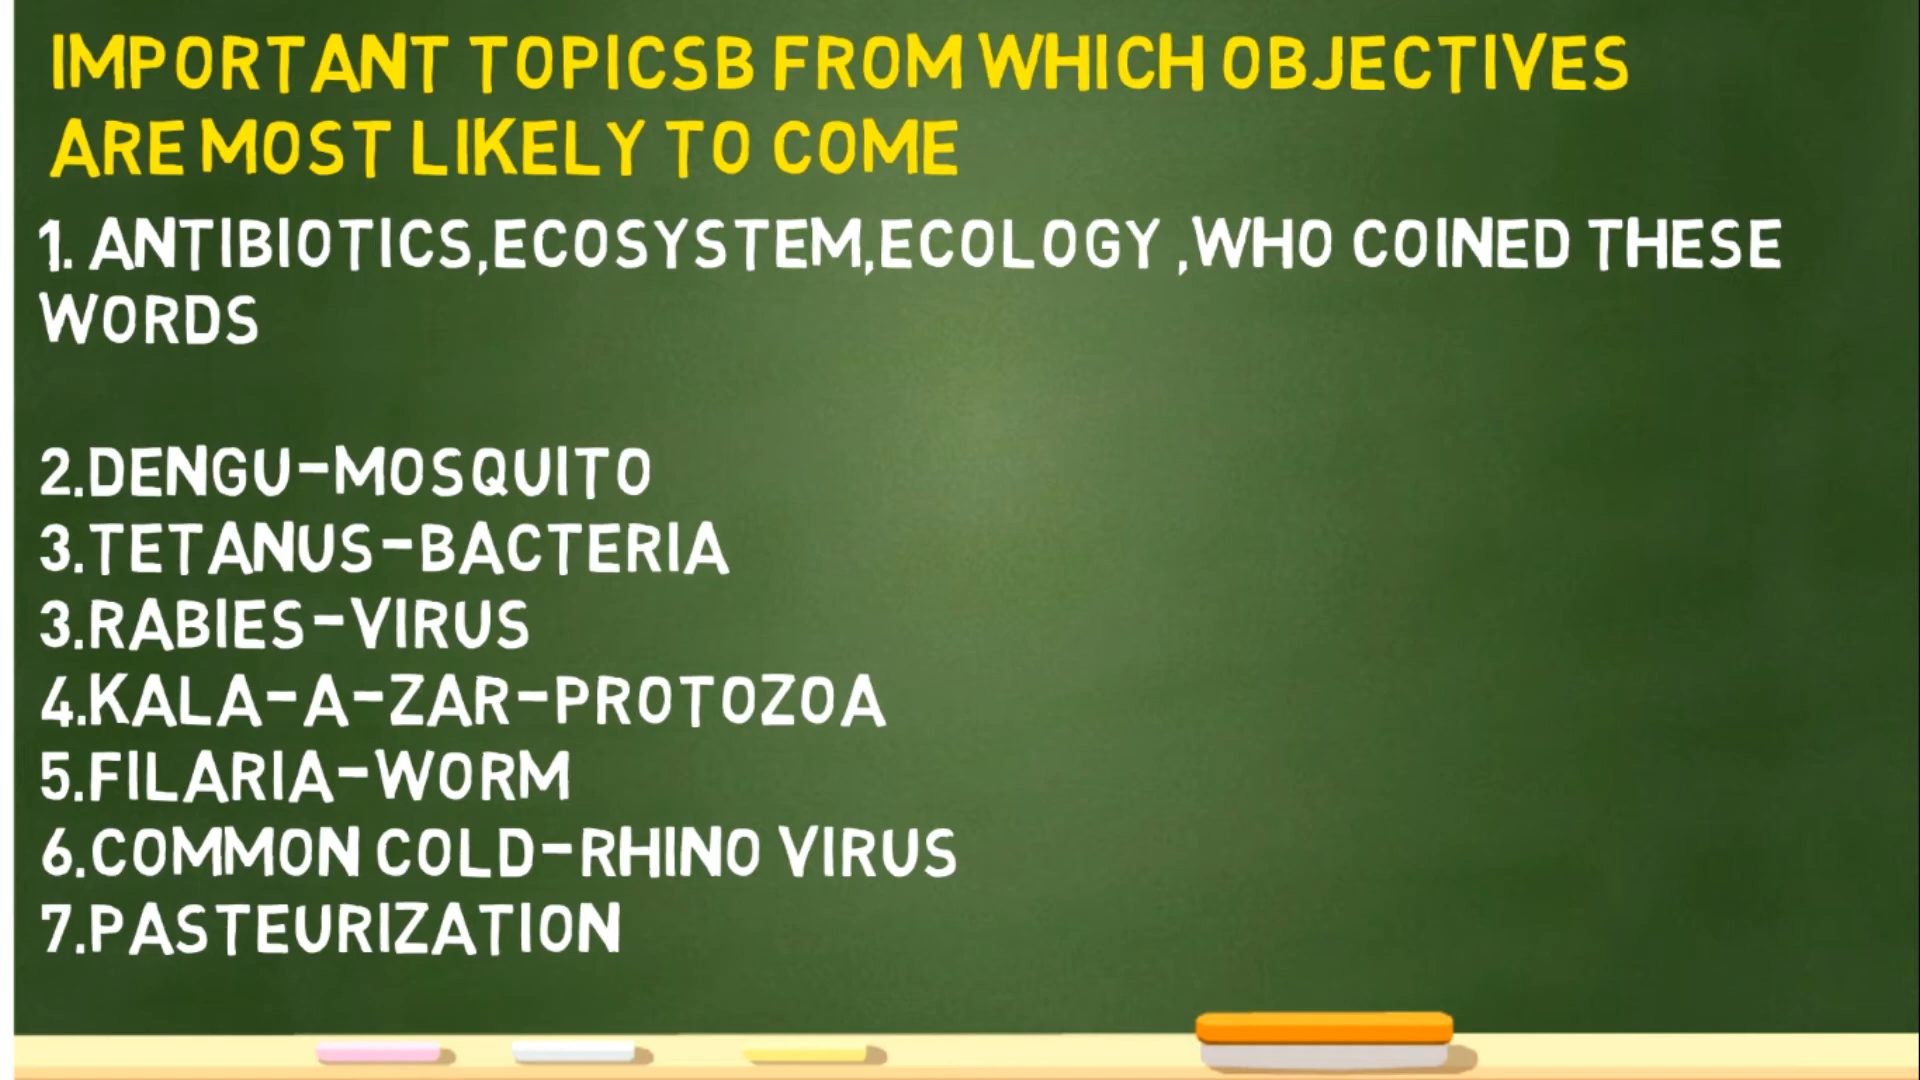 IMPORTANT TOPICSB FROM WHICH OBJECTIVES
ARE MOST LIKELY TO COME
1. ANTIBIOTICS,ECOSYSTEM,ECOLOGY ,WHO COINED THESE
WORDS
2.DENGU-MOSQUITO
3.TETANUS-BACTERIA
3.RABIES-VIRUS
4.KALA-A-ZAR-PROTOZOA
5.FILARIA-WORM
6.COMMON COLD-RHINO VIRUS
7.PASTEURIZATION